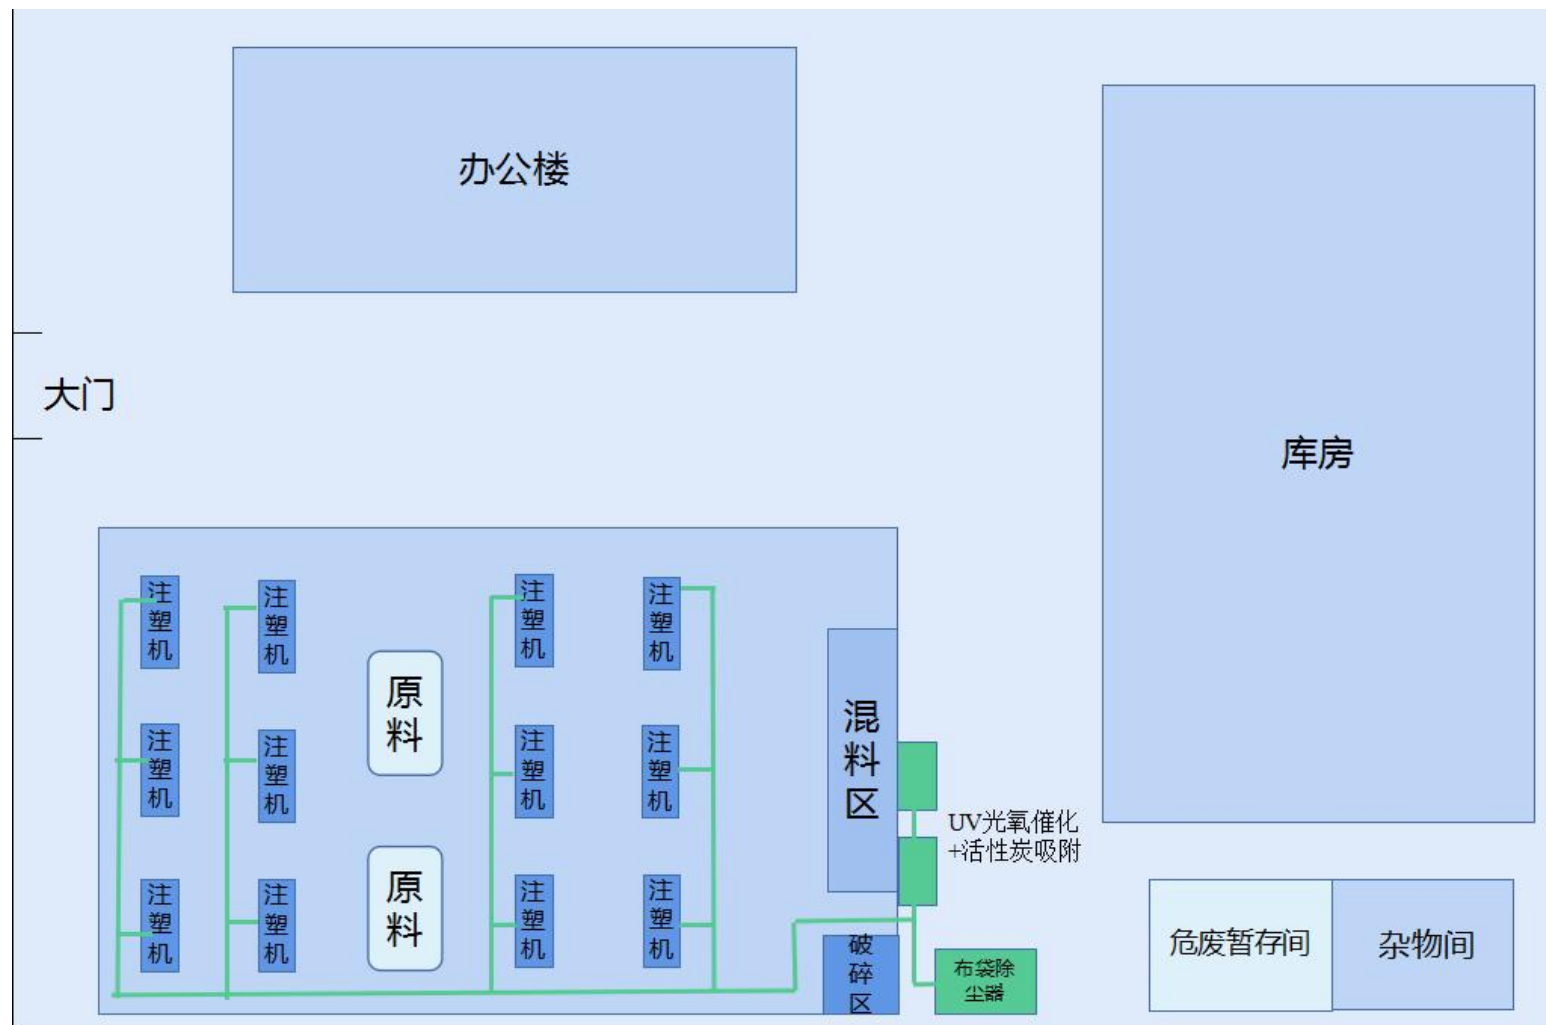 办公楼
大门
库房
注
塑
机
注
塑
机
注
塑
机
注
塑
机
原
料
混
料
区
注
塑
机
注
塑
机
注
塑
机
注
塑
机
UV光氧催化
+活性炭吸附
原
料
注
塑
机
注
塑
机
注
塑
机
注
塑
机
破
碎
区
布袋除
尘器
危废暂存间
杂物间